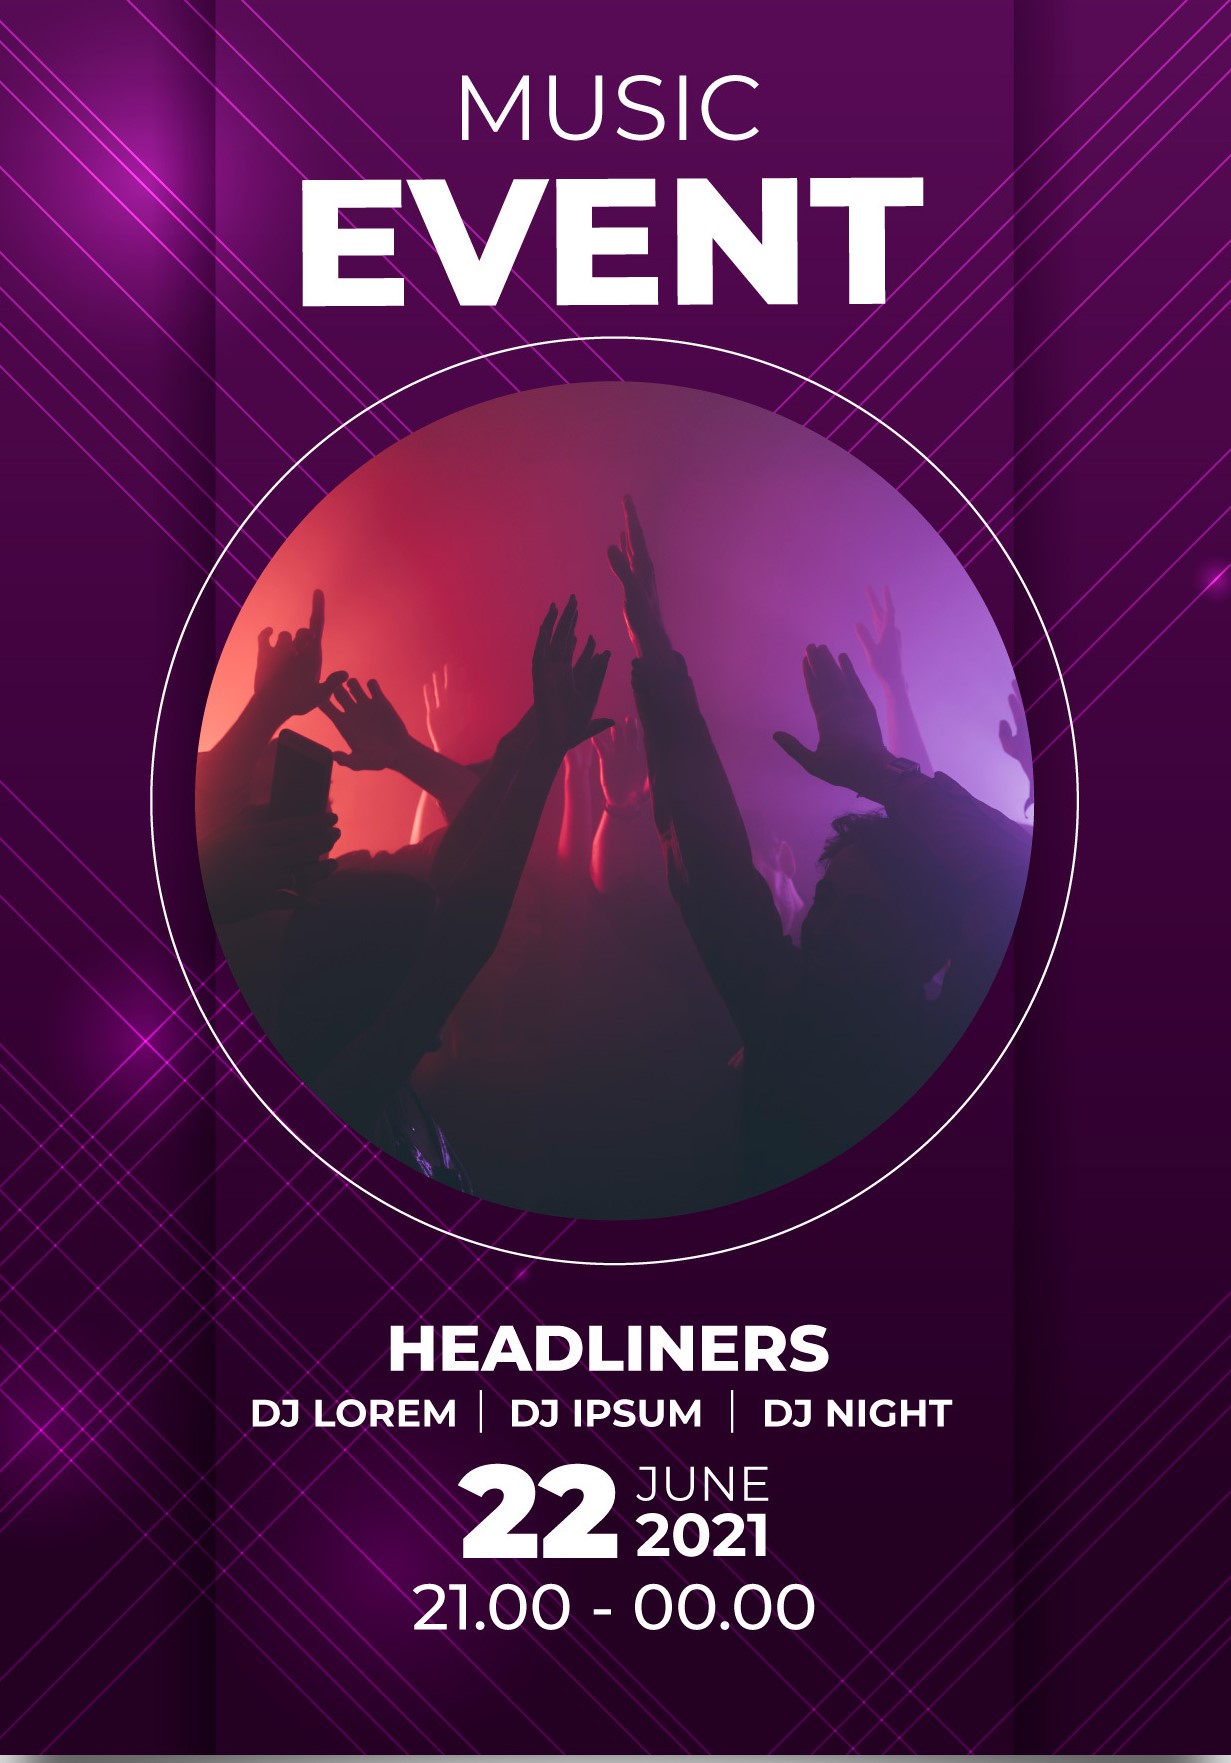 MUSIC
EVENT
HEADLINERS
DJ LOREM | DJ IPSUM | DJ NIGHT
22 JUNE
2021
21.00 - 00.00